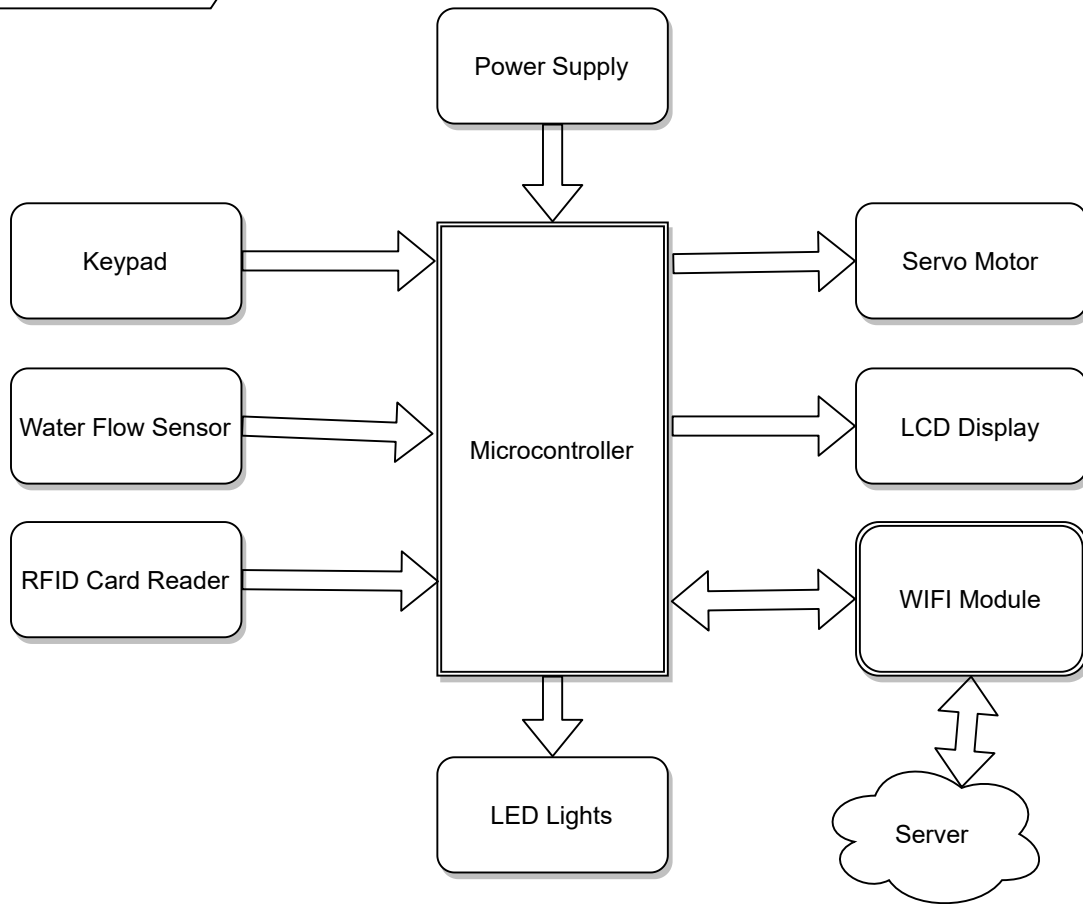 Power Supply
Keypad
Servo Motor
Water Flow Sensor
Microcontroller
LCD Display
RFID Card Reader
WIFI Module
LED Lights
Server